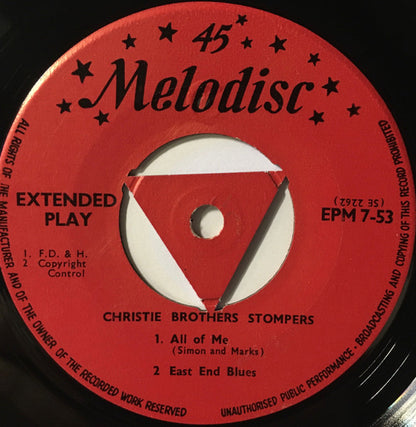 45
Melodisc
EXTENDED
PLAY
(SE 2262)
EPM 7-53
1. F.D. & H.
2 Copyright
Control
CHRISTIE BROTHERS STOMPERS
1. All of Me
(Simon and Marks)
2 East End Blues
ALL RIGHTS OF THE MANUFACTURER AND OF THE OWNER OF THE RECORDED WORK RESERVED
UNAUTHORISED PUBLIC PERFORMANCE - BROADCASTING AND COPYING OF THIS RECORD PROHIBITED